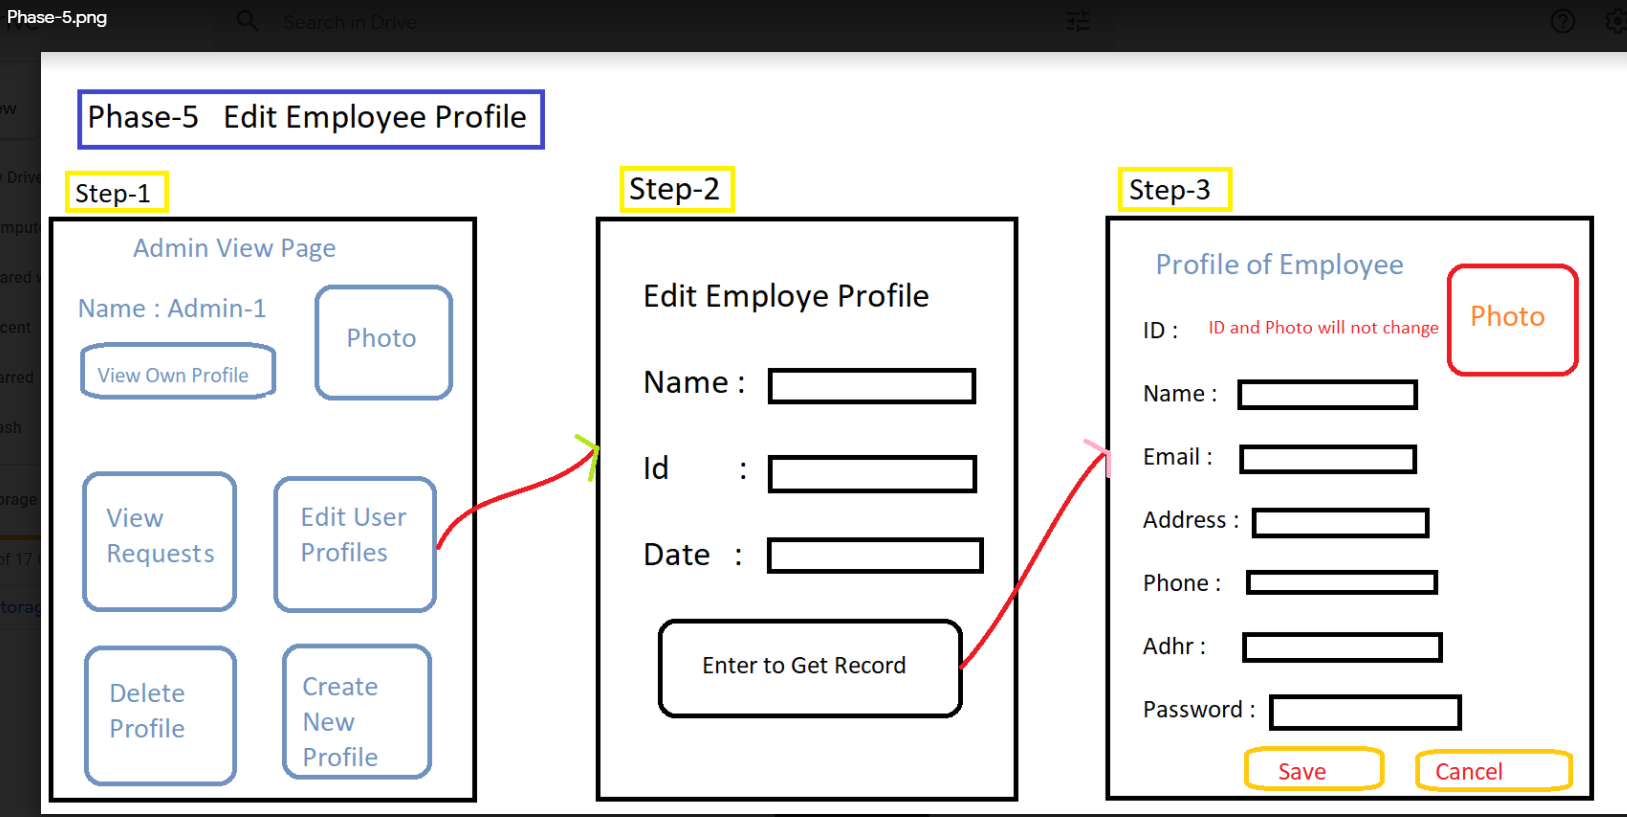 Phase-5.png
Search in Drive
Phase-5 Edit Employee Profile
Step-1
Admin View Page
Name : Admin-1
Photo
View Own Profile
View
Requests
Edit User
Profiles
Delete
Profile
Create
New
Profile
Step-2
Edit Employe Profile
Name :
Id :
Date :
Enter to Get Record
Step-3
Profile of Employee
Photo
ID : ID and Photo will not change
Name :
Email :
Address :
Phone :
Adhr :
Password :
Save
Cancel